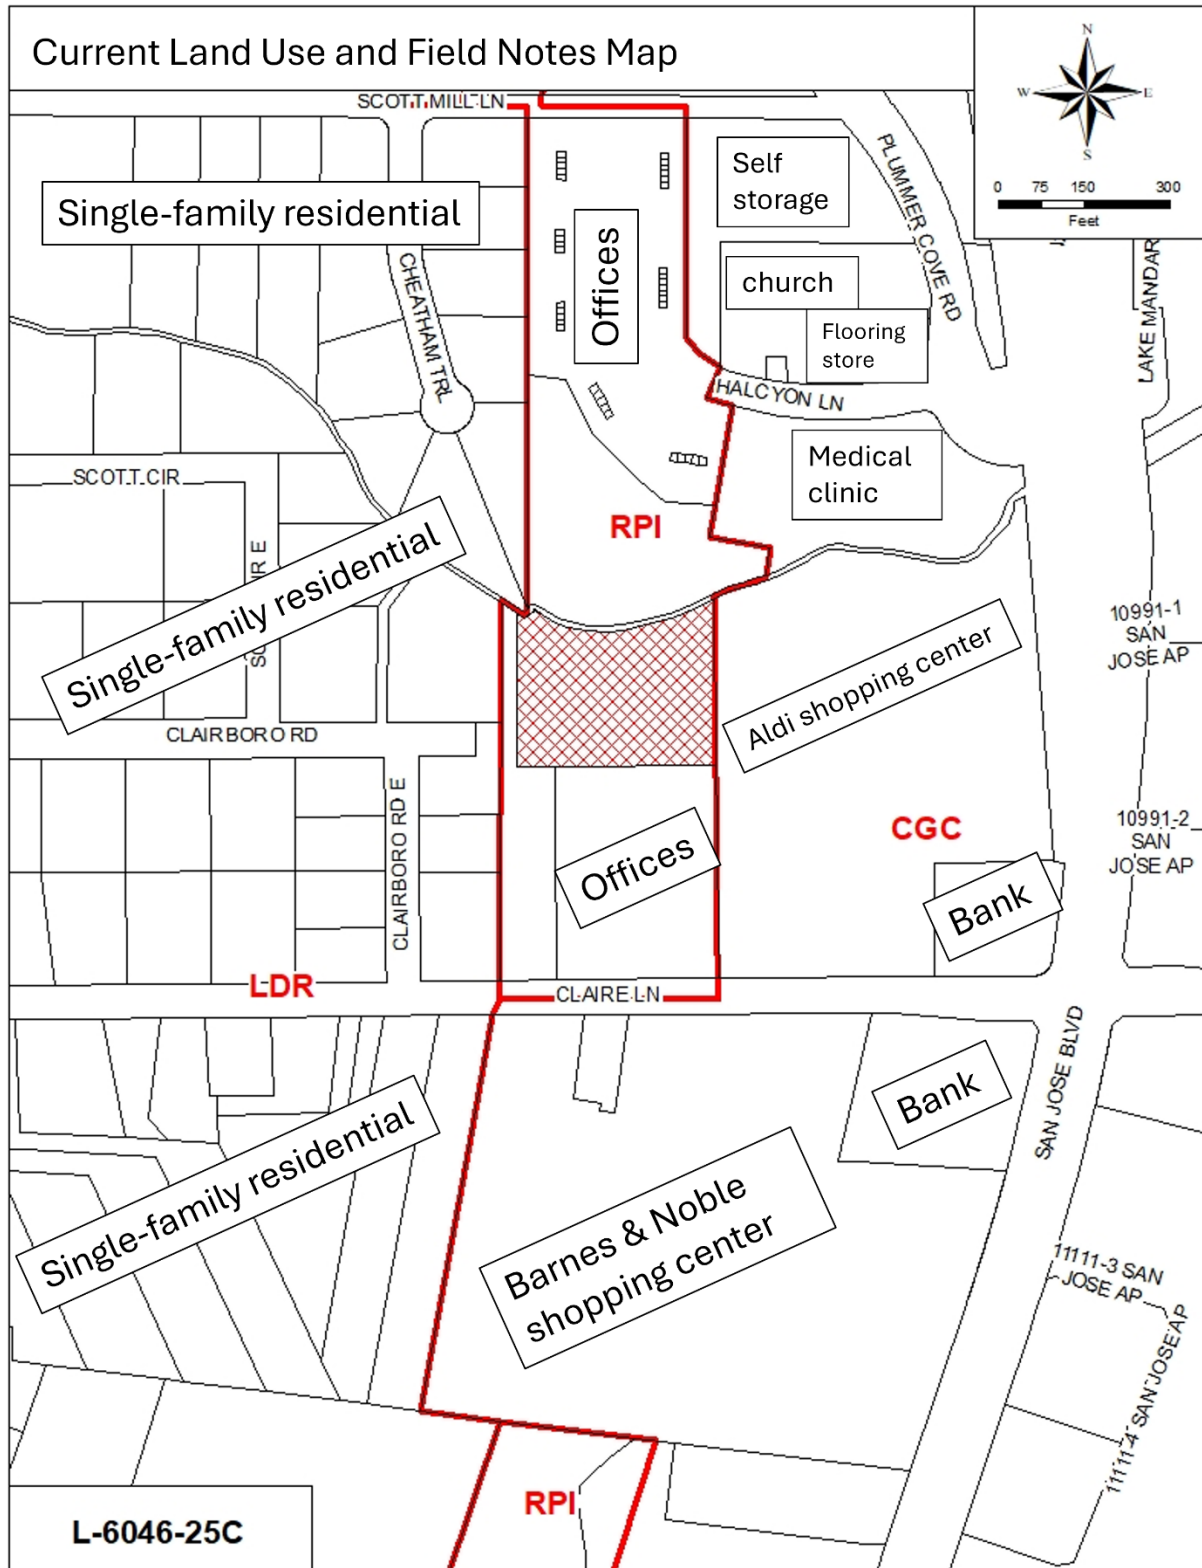 Current Land Use and Field Notes Map
N
W
E
S
0 75 150 300
Feet
SCOTT MILL LN
Single-family residential
Offices
Self
storage
PLUMMER COVE RD
church
Flooring
store
CHEATHAM TRL
LAKE MANDAR
HALCYON LN
Medical
clinic
SCOTT CIR
RPI
Single-family residential
10991-1
SAN
JOSE AP
Aldi shopping center
CLAIRBORO RD
CLAIRBORO RD E
Offices
CGC
10991-2
SAN
JOSE AP
Bank
LDR
CLAIRE LN
SAN JOSE BLVD
Bank
Single-family residential
Barnes & Noble
shopping center
11111-3 SAN
JOSE AP
11111-4 SAN JOSE AP
RPI
L-6046-25C